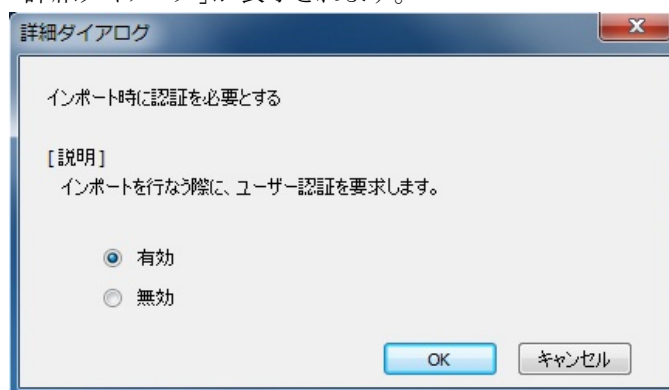 詳細ダイアログ
インポート時に認証を必要とする
[説明]
インポートを行なう際に、ユーザー認証を要求します。
有効
無効
OK キャンセル